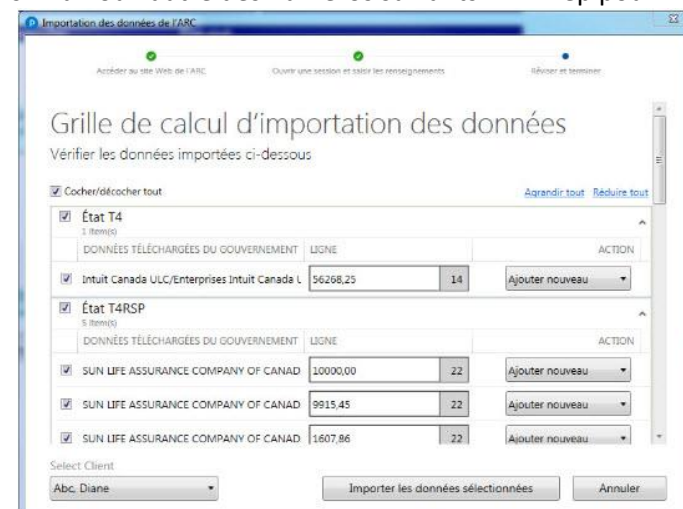 Importation des données de l'ARC
Accéder au site Web de l'ARC Ouvrir une session et saisir les renseignements Réviser et terminer
Grille de calcul d'importation des données
Vérifier les données importées ci-dessous
Cocher/décocher tout Agrandir tout Réduire tout
État T4
1 item(s)
DONNÉES TÉLÉCHARGÉES DU GOUVERNEMENT LIGNE ACTION
Intuit Canada ULC/Enterprises Intuit Canada L 56268,25 14 Ajouter nouveau
État T4RSP
5 item(s)
DONNÉES TÉLÉCHARGÉES DU GOUVERNEMENT LIGNE ACTION
SUN LIFE ASSURANCE COMPANY OF CANAD 10000,00 22 Ajouter nouveau
SUN LIFE ASSURANCE COMPANY OF CANAD 9915,45 22 Ajouter nouveau
SUN LIFE ASSURANCE COMPANY OF CANAD 1607,86 22 Ajouter nouveau
Select Client
Abc, Diane Importer les données sélectionnées Annuler